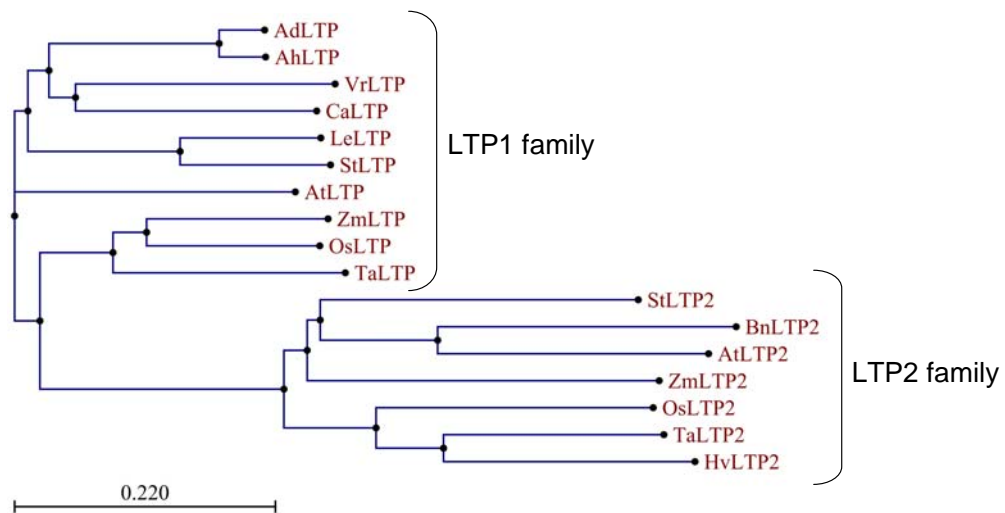 AdLTP
AhLTP
VrLTP
CaLTP
LeLTP
StLTP
AtLTP
ZmLTP
OsLTP
TaLTP
LTP1 family
StLTP2
BnLTP2
AtLTP2
ZmLTP2
OsLTP2
TaLTP2
HvLTP2
LTP2 family
0.220